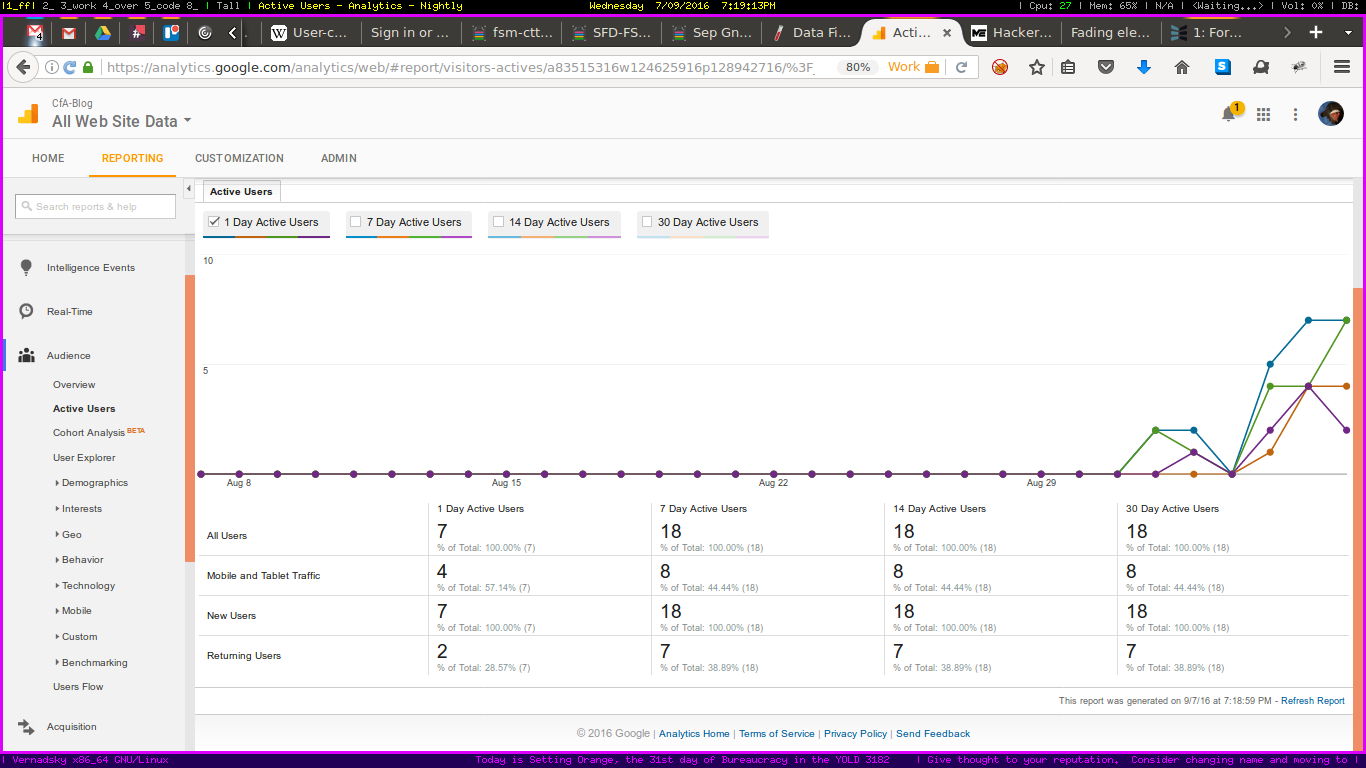 |1_ff| 2_ 3_work 4_over 5_code 8_ | Tall | Active Users - Analytics - Nightly Wednesday 7/09/2016 7:19:13PM | Cpu: 27 | Mem: 65% | N/A | <Waiting...> | Vol: 0% | DB:
4 User-c... Sign in or ... fsm-ctt... SFD-FS... Sep Gn... Data Fi... Acti... Hacker... Fading ele... 1: For...
https://analytics.google.com/analytics/web/#report/visitors-actives/a83515316w124625916p128942716/%3F_ 80% Work
CfA-Blog
All Web Site Data
1
HOME REPORTING CUSTOMIZATION ADMIN
Search reports & help
Intelligence Events
Real-Time
Audience
Overview
Active Users
Cohort Analysis BETA
User Explorer
Demographics
Interests
Geo
Behavior
Technology
Mobile
Custom
Benchmarking
Users Flow
Acquisition
Active Users
1 Day Active Users 7 Day Active Users 14 Day Active Users 30 Day Active Users
10
5
Aug 8 Aug 15 Aug 22 Aug 29
1 Day Active Users 7 Day Active Users 14 Day Active Users 30 Day Active Users
All Users 7 18 18 18
% of Total: 100.00% (7) % of Total: 100.00% (18) % of Total: 100.00% (18) % of Total: 100.00% (18)
Mobile and Tablet Traffic 4 8 8 8
% of Total: 57.14% (7) % of Total: 44.44% (18) % of Total: 44.44% (18) % of Total: 44.44% (18)
New Users 7 18 18 18
% of Total: 100.00% (7) % of Total: 100.00% (18) % of Total: 100.00% (18) % of Total: 100.00% (18)
Returning Users 2 7 7 7
% of Total: 28.57% (7) % of Total: 38.89% (18) % of Total: 38.89% (18) % of Total: 38.89% (18)
This report was generated on 9/7/16 at 7:18:59 PM - Refresh Report
© 2016 Google | Analytics Home | Terms of Service | Privacy Policy | Send Feedback
| Vernadsky x86_64 GNU/Linux Today is Setting Orange, the 31st day of Bureaucracy in the YOLD 3182 | Give thought to your reputation. Consider changing name and moving to |